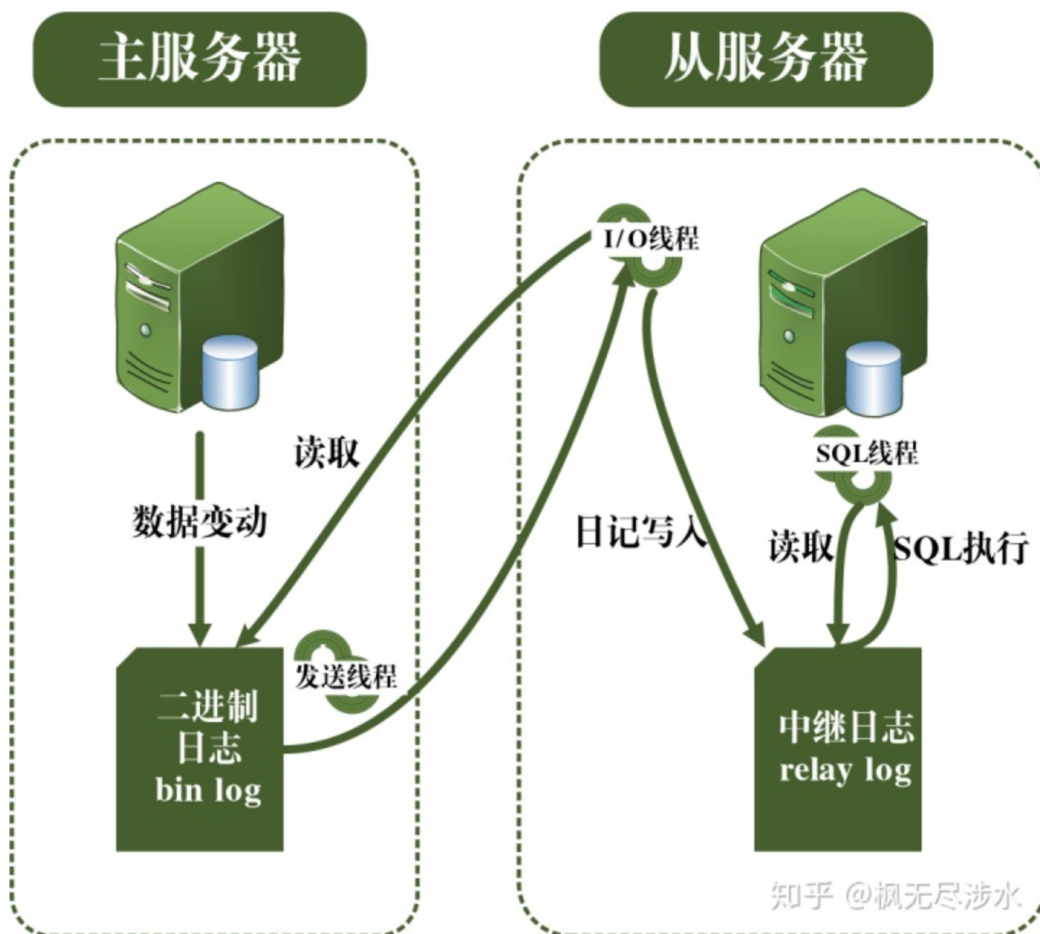 主服务器
从服务器
I/O线程
读取
数据变动
SQL线程
日记写入
读取
SQL执行
发送线程
二进制
日志
bin log
中继日志
relay log
知乎 @枫无尽涉水